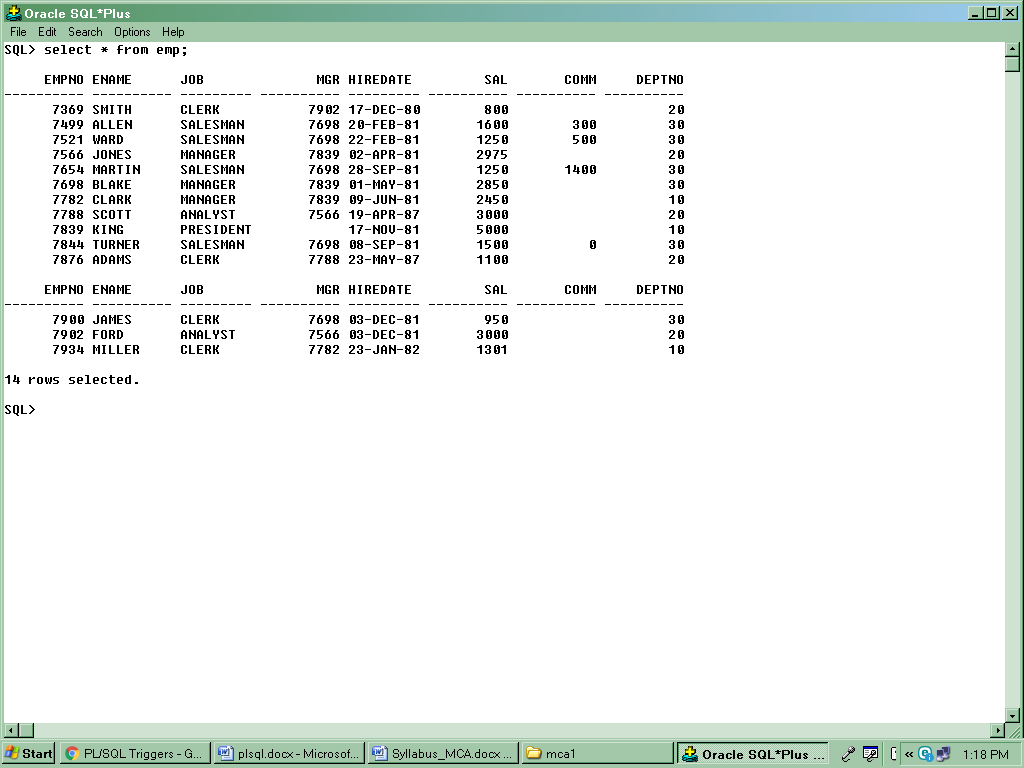 Oracle SQL*Plus
File Edit Search Options Help
SQL> select * from emp;
EMPNO ENAME JOB MGR HIREDATE SAL COMM DEPTNO
---------- ---------- --------- ---------- --------- ---------- ---------- ----------
7369 SMITH CLERK 7902 17-DEC-80 800 20
7499 ALLEN SALESMAN 7698 20-FEB-81 1600 300 30
7521 WARD SALESMAN 7698 22-FEB-81 1250 500 30
7566 JONES MANAGER 7839 02-APR-81 2975 20
7654 MARTIN SALESMAN 7698 28-SEP-81 1250 1400 30
7698 BLAKE MANAGER 7839 01-MAY-81 2850 30
7782 CLARK MANAGER 7839 09-JUN-81 2450 10
7788 SCOTT ANALYST 7566 19-APR-87 3000 20
7839 KING PRESIDENT 17-NOV-81 5000 10
7844 TURNER SALESMAN 7698 08-SEP-81 1500 0 30
7876 ADAMS CLERK 7788 23-MAY-87 1100 20
EMPNO ENAME JOB MGR HIREDATE SAL COMM DEPTNO
---------- ---------- --------- ---------- --------- ---------- ---------- ----------
7900 JAMES CLERK 7698 03-DEC-81 950 30
7902 FORD ANALYST 7566 03-DEC-81 3000 20
7934 MILLER CLERK 7782 23-JAN-82 1301 10
14 rows selected.
SQL>
Start PL/SQL Triggers - G... plsql.docx - Microsof... Syllabus_MCA.docx ... mca1 Oracle SQL*Plus ... « 1:18 PM